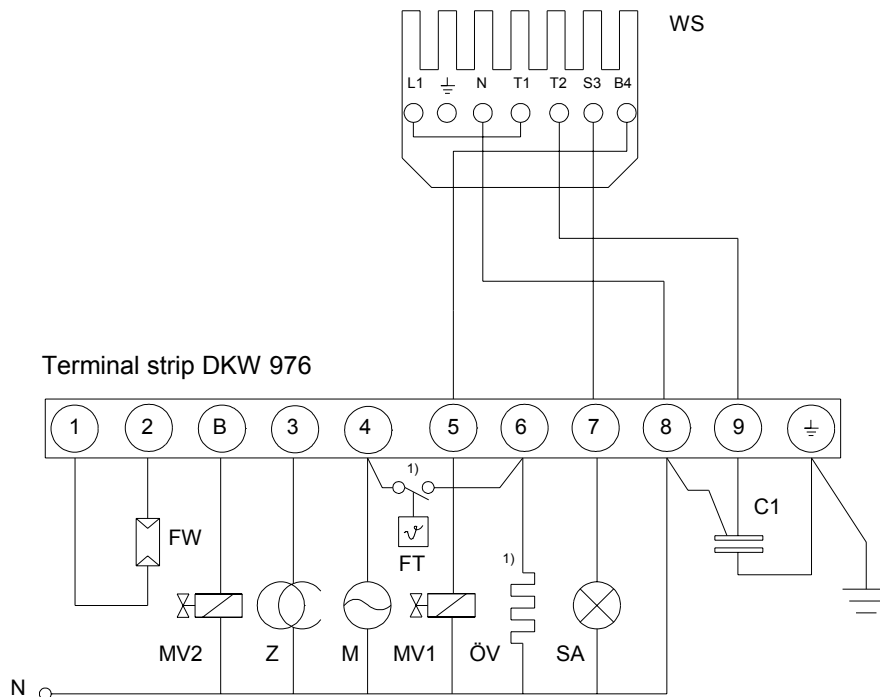 WS
L1 N T1 T2 S3 B4
Terminal strip DKW 976
1 2 B 3 4 5 6 7 8 9
1)
C1
FW
FT
1)
MV2 Z M MV1 ÖV SA
N